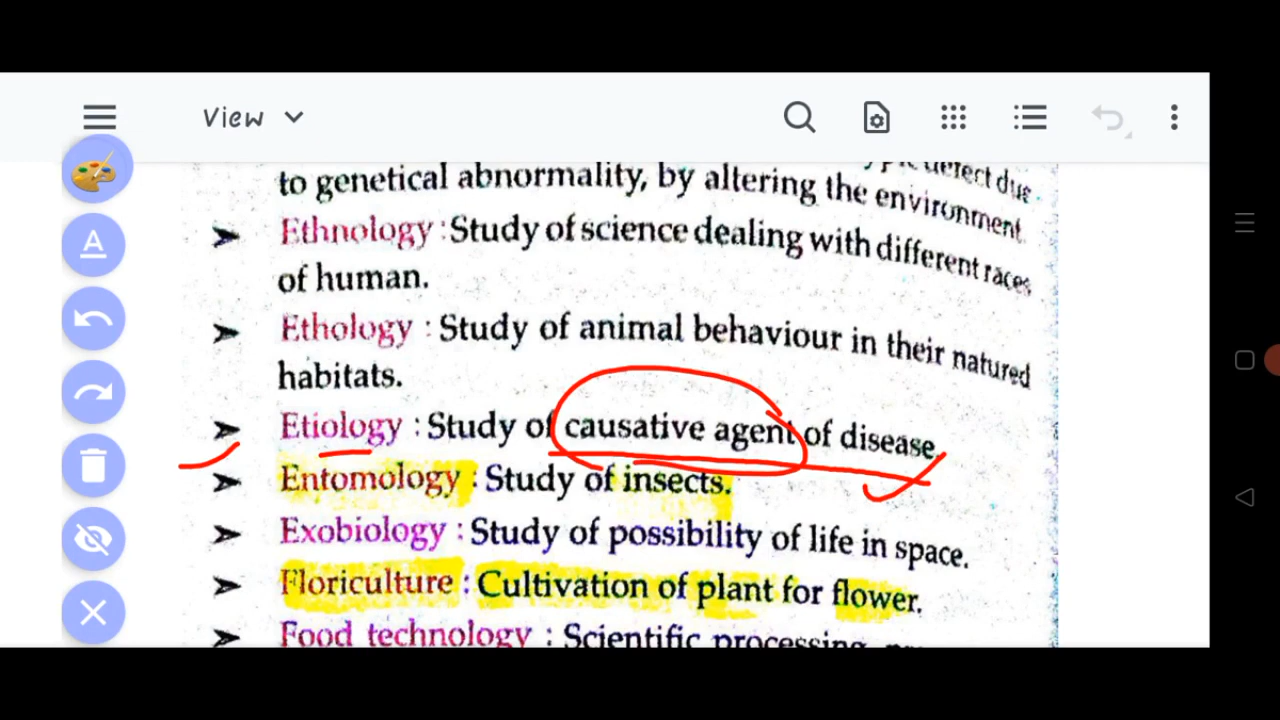 View
to genetical abnormality, by altering the environment
defect due
Ethnology : Study of science dealing with different races
of human.
Ethology : Study of animal behaviour in their natured
habitats.
Etiology : Study of causative agent of disease.
Entomology : Study of insects.
Exobiology : Study of possibility of life in space.
Floriculture : Cultivation of plant for flower.
Food technology : Scientific processing,